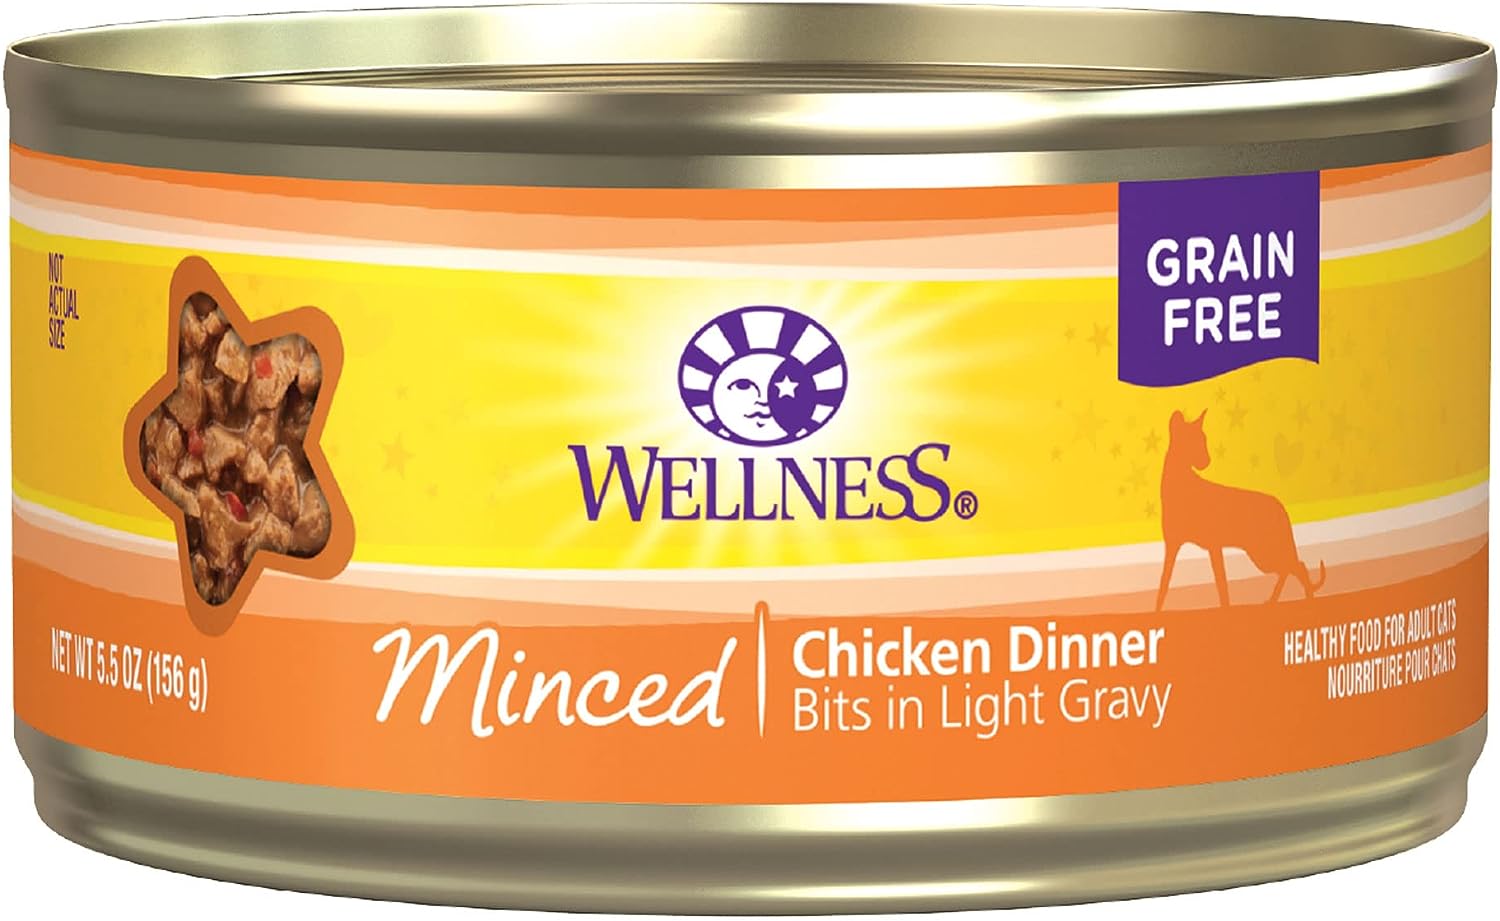 NOT
ACTUAL
SIZE
GRAIN
FREE
WELLNESS®
NET WT 5.5 OZ (156 g)
Minced
Chicken Dinner
Bits in Light Gravy
HEALTHY FOOD FOR ADULT CATS
NOURRITURE POUR CHATS